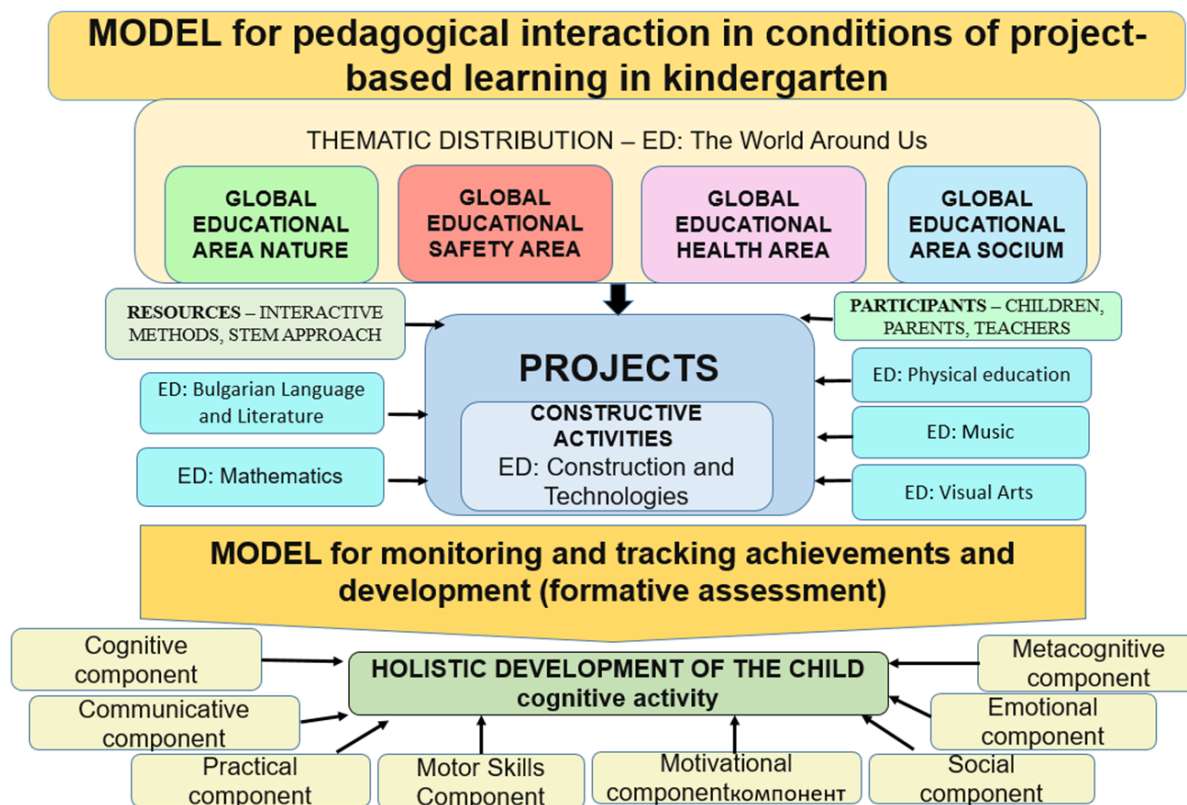 MODEL for pedagogical interaction in conditions of project-
based learning in kindergarten
THEMATIC DISTRIBUTION – ED: The World Around Us
GLOBAL
EDUCATIONAL
AREA NATURE
GLOBAL
EDUCATIONAL
SAFETY AREA
GLOBAL
EDUCATIONAL
HEALTH AREA
GLOBAL
EDUCATIONAL
AREA SOCIUM
RESOURCES – INTERACTIVE
METHODS, STEM APPROACH
PARTICIPANTS – CHILDREN,
PARENTS, TEACHERS
PROJECTS
CONSTRUCTIVE
ACTIVITIES
ED: Construction and
Technologies
ED: Bulgarian Language
and Literature
ED: Mathematics
ED: Physical education
ED: Music
ED: Visual Arts
MODEL for monitoring and tracking achievements and
development (formative assessment)
HOLISTIC DEVELOPMENT OF THE CHILD
cognitive activity
Cognitive
component
Communicative
component
Practical
component
Motor Skills
Component
Motivational
componentкомпонент
Social
component
Emotional
component
Metacognitive
component